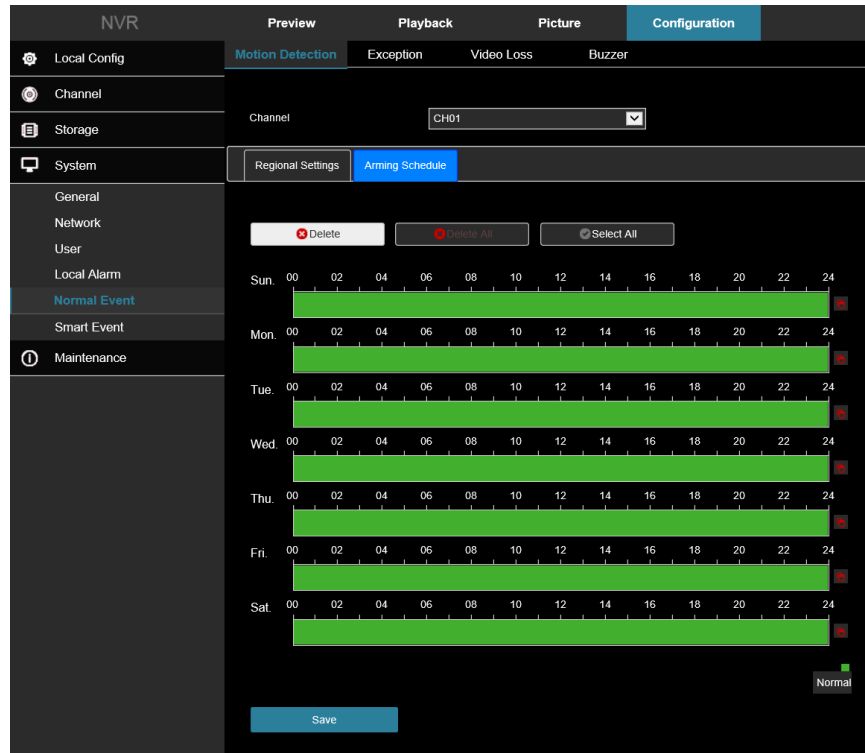 NVR Preview Playback Picture Configuration
Local Config Motion Detection Exception Video Loss Buzzer
Channel
Channel CH01
Storage
System Regional Settings Arming Schedule
General
Network
User Delete Delete All Select All
Local Alarm
Normal Event
Smart Event
Maintenance
Sun. 00 02 04 06 08 10 12 14 16 18 20 22 24
Mon. 00 02 04 06 08 10 12 14 16 18 20 22 24
Tue. 00 02 04 06 08 10 12 14 16 18 20 22 24
Wed. 00 02 04 06 08 10 12 14 16 18 20 22 24
Thu. 00 02 04 06 08 10 12 14 16 18 20 22 24
Fri. 00 02 04 06 08 10 12 14 16 18 20 22 24
Sat. 00 02 04 06 08 10 12 14 16 18 20 22 24
Normal
Save